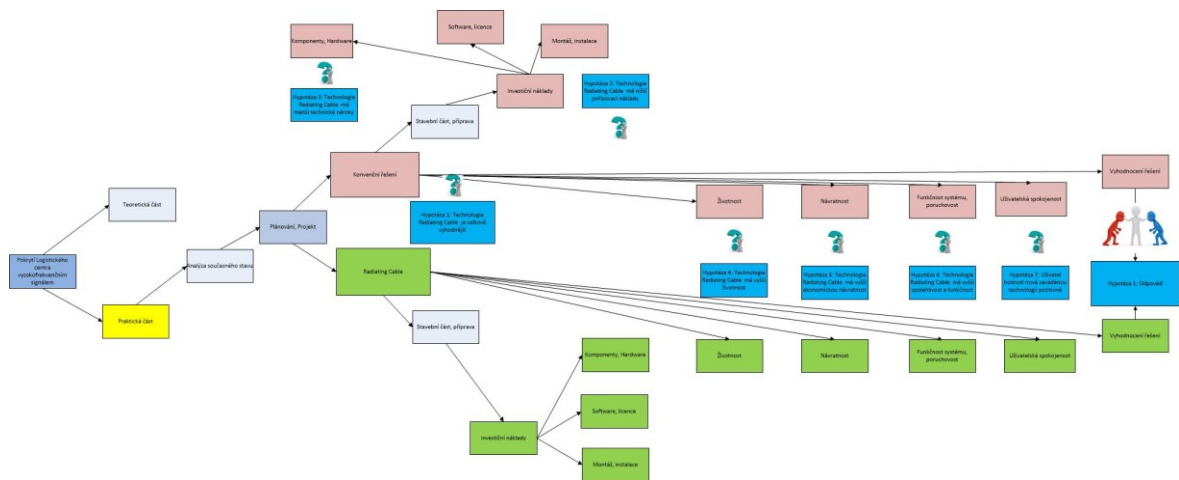 Software, licence
Komponenty, Hardware
Montáž, instalace
Investiční náklady
Hypotéza 3: Technologie
Radiating Cable má
menší technické nároky
Hypotéza 2: Technologie
Radiating Cable má nižší
pořizovací náklady
Stavební část, příprava
Konvenční řešení
Vyhodnocení řešení
Teoretická část
Životnost
Návratnost
Funkčnost systému,
poruchovost
Uživatelská spokojenost
Plánování, Projekt
Hypotéza 1: Technologie
Radiating Cable je celkově
výhodnější
Pokrytí Logistického
centra
vysokofrekvenčním
signálem
Analýza současného stavu
Radiating Cable
Hypotéza 4: Technologie
Radiating Cable má vyšší
životnost
Hypotéza 5: Technologie
Radiating Cable má vyšší
ekonomickou návratnost
Hypotéza 6: Technologie
Radiating Cable má vyšší
spolehlivost a funkčnost
Hypotéza 7: Uživatel
hodnotí nově zaváděnou
technologii pozitivně
Hypotéza 1: Odpověď
Praktická část
Stavební část, příprava
Vyhodnocení řešení
Komponenty, Hardware
Životnost
Návratnost
Funkčnost systému,
poruchovost
Uživatelská spokojenost
Software, licence
Investiční náklady
Montáž, instalace